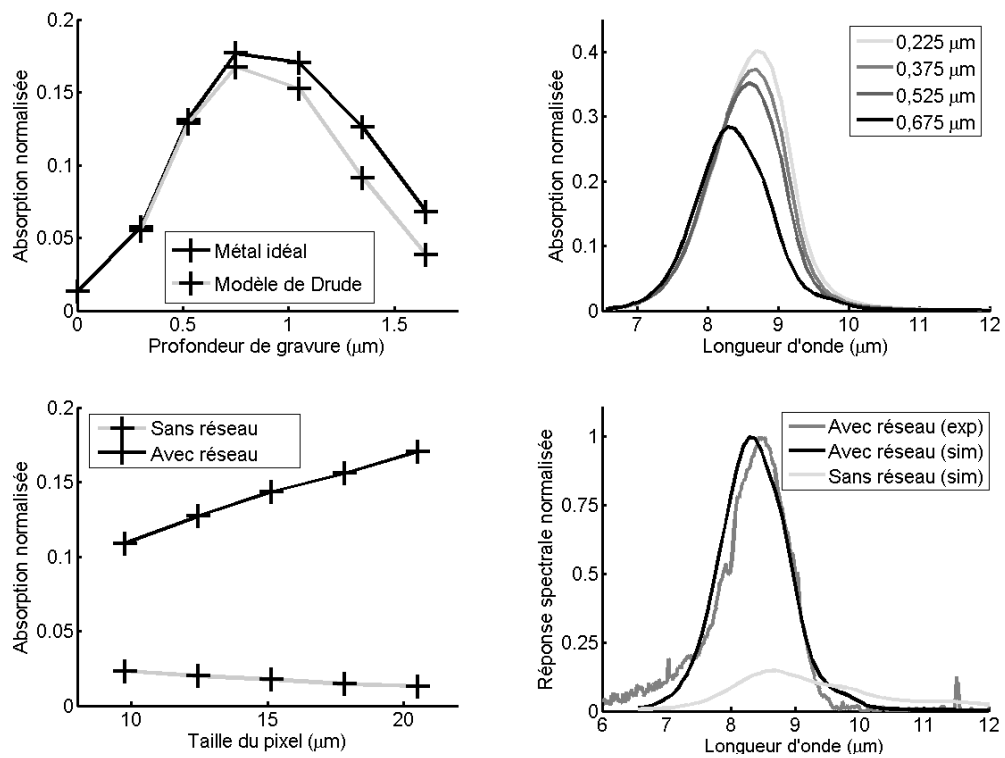 0.2
0.15
0.1
0.05
0
0 0.5 1 1.5
Absorption normalisée
Profondeur de gravure (μm)
Métal idéal
Modèle de Drude
0.4
0.3
0.2
0.1
0
7 8 9 10 11 12
Absorption normalisée
Longueur d'onde (μm)
0,225 μm
0,375 μm
0,525 μm
0,675 μm
0.2
0.15
0.1
0.05
0
10 15 20
Absorption normalisée
Taille du pixel (μm)
Sans réseau
Avec réseau
1
0.75
0.5
0.25
0
6 7 8 9 10 11 12
Réponse spectrale normalisée
Longueur d'onde (μm)
Avec réseau (exp)
Avec réseau (sim)
Sans réseau (sim)